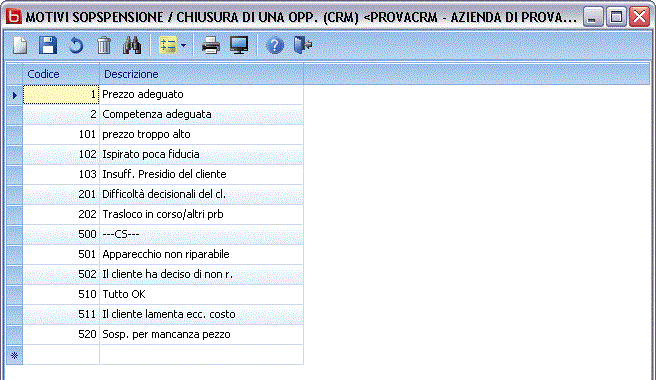 MOTIVI SOPSPENSIONE / CHIUSURA DI UNA OPP. (CRM) <PROVACRM - AZIENDA DI PROVA...
Codice Descrizione
1 Prezzo adeguato
2 Competenza adeguata
101 prezzo troppo alto
102 Ispirato poca fiducia
103 Insuff. Presidio del cliente
201 Difficoltà decisionali del cl.
202 Trasloco in corso/altri prb
500 ---CS---
501 Apparecchio non riparabile
502 Il cliente ha deciso di non r.
510 Tutto OK
511 Il cliente lamenta ecc. costo
520 Sosp. per mancanza pezzo